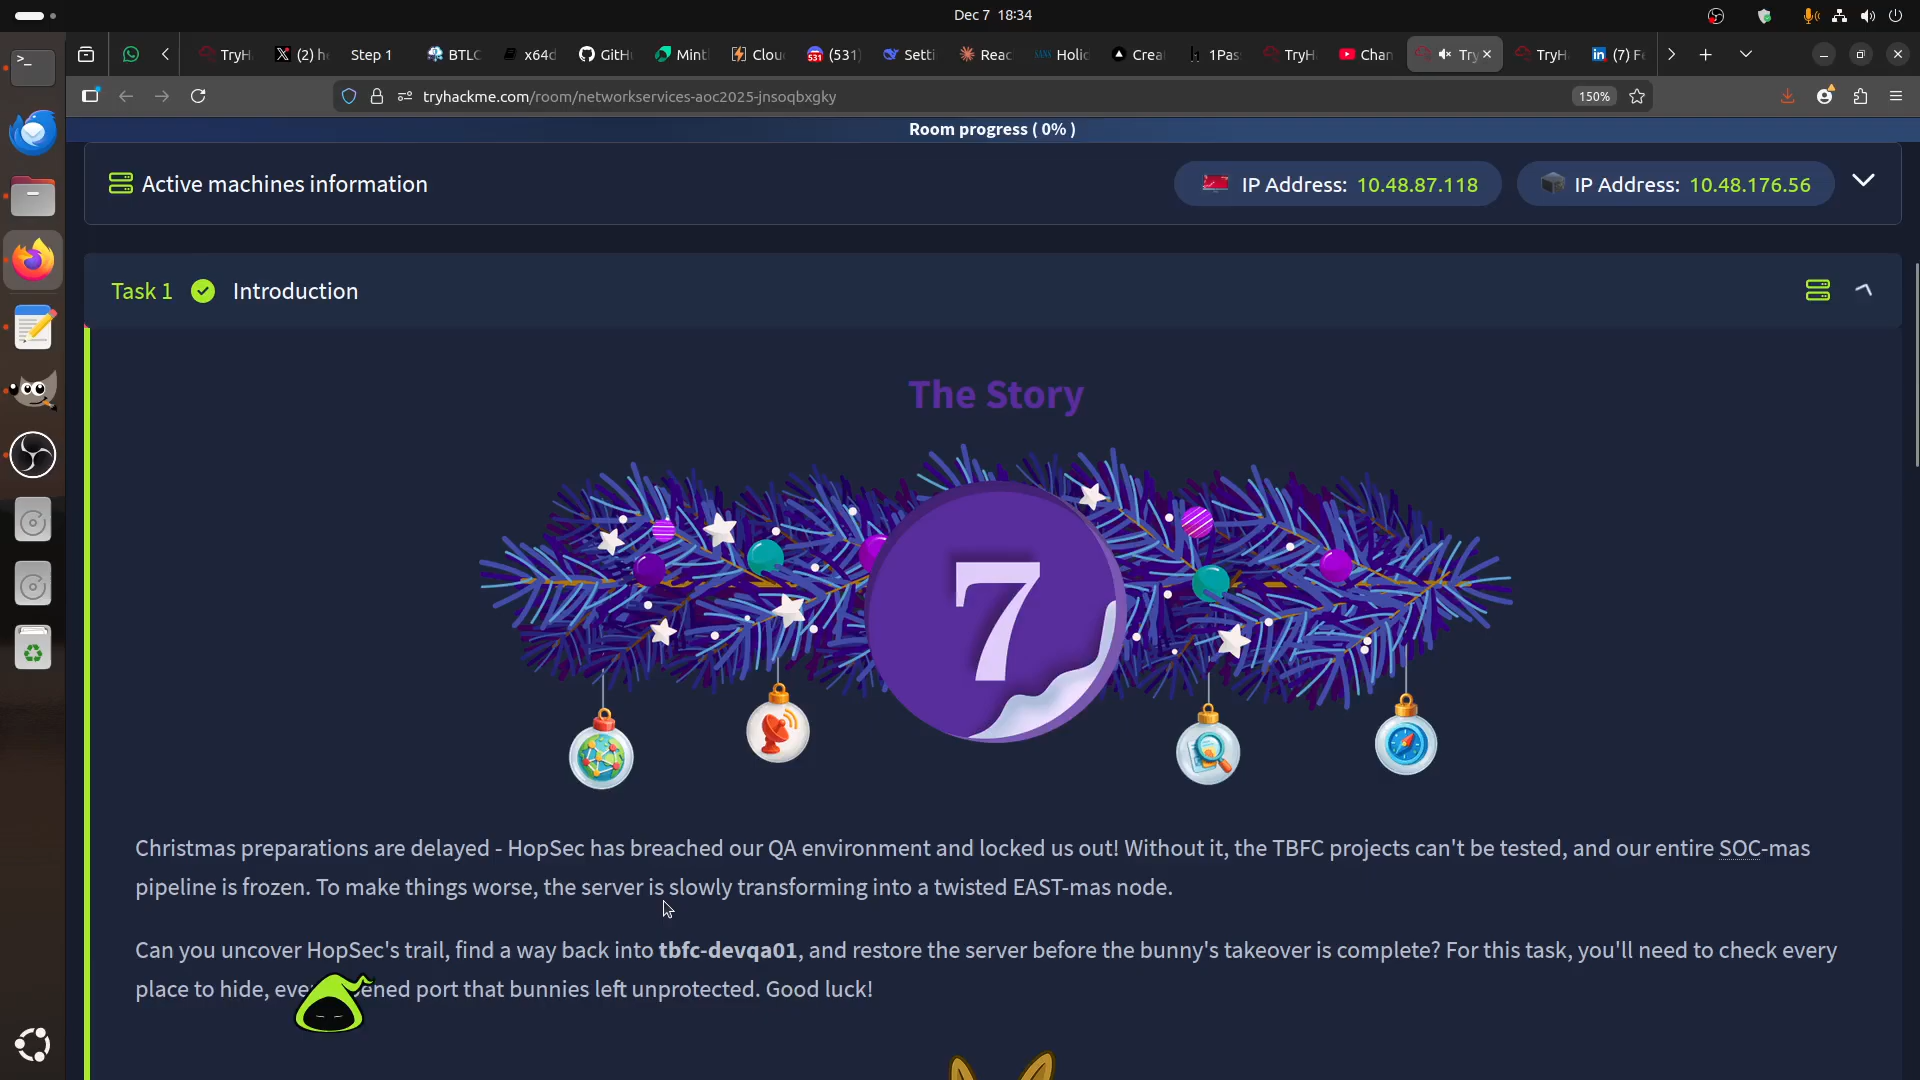 Dec 7 18:34
TryH
(2) h
Step 1
BTLC
x64d
GitHu
Mint
Clou
531
(531)
Setti
Reac
Holid
Crea
1Pas
TryH
Chan
Try
TryH
(7) Fe
tryhackme.com/room/networkservices-aoc2025-jnsoqbxgky
150%
Room progress ( 0% )
Active machines information
IP Address: 10.48.87.118
IP Address: 10.48.176.56
Task 1
Introduction
The Story
7
Christmas preparations are delayed - HopSec has breached our QA environment and locked us out! Without it, the TBFC projects can't be tested, and our entire SOC-mas
pipeline is frozen. To make things worse, the server is slowly transforming into a twisted EAST-mas node.
Can you uncover HopSec's trail, find a way back into tbfc-devqa01, and restore the server before the bunny's takeover is complete? For this task, you'll need to check every
place to hide, eve ened port that bunnies left unprotected. Good luck!